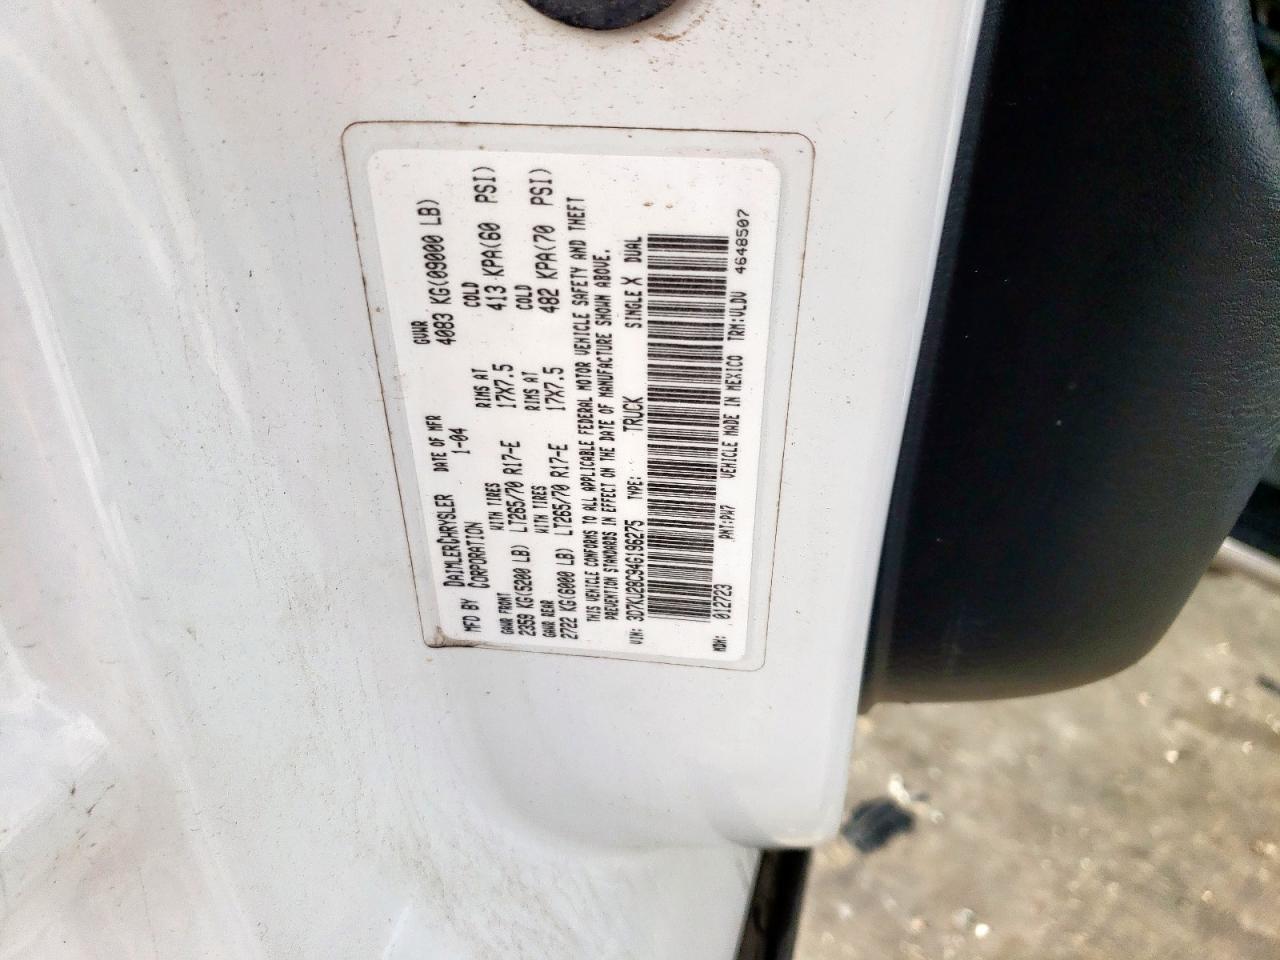 MFD BY DAIMLERCHRYSLER CORPORATION DATE OF MFR 1-04 GVWR 4083 KG(09000 LB)
GAWR FRONT WITH TIRES RIMS AT COLD
2359 KG(5200 LB) LT265/70 R17-E 17X7.5 413 KPA(60 PSI)
GAWR REAR WITH TIRES RIMS AT COLD
2722 KG(6000 LB) LT265/70 R17-E 17X7.5 482 KPA(70 PSI)
THIS VEHICLE CONFORMS TO ALL APPLICABLE FEDERAL MOTOR VEHICLE SAFETY AND THEFT
PREVENTION STANDARDS IN EFFECT ON THE DATE OF MANUFACTURE SHOWN ABOVE.
VIN: 3D7KU28C94G196275 TYPE: TRUCK SINGLE X DUAL
MDH: 012723 PNT:PW7 VEHICLE MADE IN MEXICO TRM:VLDV 4648507